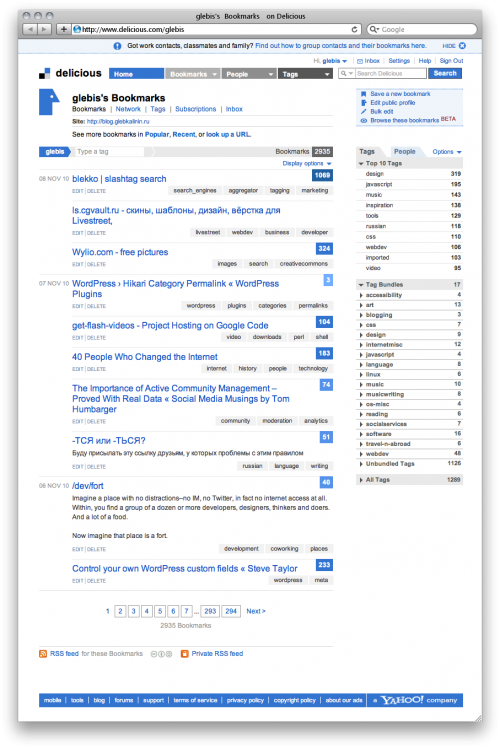 glebis's Bookmarks on Delicious
http://www.delicious.com/glebis
Google
Got work contacts, classmates and family? Find out how to group contacts and their bookmarks here. HIDE
Hi, glebis Inbox Settings Help Sign Out
delicious Home Bookmarks People Tags Search Delicious Search
glebis's Bookmarks
Bookmarks | Network | Tags | Subscriptions | Inbox
Site: http://blog.glebkalinin.ru
See more bookmarks in Popular, Recent, or look up a URL.
Save a new bookmark
Edit public profile
Bulk edit
Browse these bookmarks BETA
glebis Type a tag Bookmarks 2935
Display options
08 NOV 10 blekko | slashtag search 1069
EDIT | DELETE search_engines aggregator tagging marketing
ls.cgvault.ru - скины, шаблоны, дизайн, вёрстка для
Livestreet,
EDIT | DELETE livestreet webdev business developer
Wylio.com - free pictures 324
EDIT | DELETE images search creativecommons
07 NOV 10 WordPress › Hikari Category Permalink « WordPress 3
Plugins
EDIT | DELETE wordpress plugins categories permalinks
get-flash-videos - Project Hosting on Google Code 104
EDIT | DELETE video downloads perl shell
40 People Who Changed the Internet 183
EDIT | DELETE internet history people technology
The Importance of Active Community Management – 74
Proved With Real Data « Social Media Musings by Tom
Humbarger
EDIT | DELETE community moderation analytics
-ТСЯ или -ТЬСЯ? 51
Буду присылать эту ссылку друзьям, у которых проблемы с этим правилом
EDIT | DELETE russian language writing
06 NOV 10 /dev/fort 40
Imagine a place with no distractions–no IM, no Twitter, in fact no internet access at all.
Within, you find a group of a dozen or more developers, designers, thinkers and doers.
And a lot of a food.
Now imagine that place is a fort.
EDIT | DELETE development coworking places
Control your own WordPress custom fields « Steve Taylor 233
EDIT | DELETE wordpress meta
1 2 3 4 5 6 7 ... 293 294 Next >
2935 Bookmarks
RSS feed for these Bookmarks Private RSS feed
Tags People Options
Top 10 Tags
design 319
javascript 195
music 143
inspiration 138
tools 129
russian 118
css 110
webdev 106
imported 103
video 95
Tag Bundles 17
accessibility 4
art 13
blogging 3
css 7
design 9
internetmisc 12
javascript 4
language 8
linux 6
music 10
musicwriting 8
os-misc 4
reading 6
socialservices 7
software 16
travel-n-abroad 6
webdev 48
Unbundled Tags 1126
All Tags 1289
mobile | tools | blog | forums | support | terms of service | privacy policy | copyright policy | about our ads a YAHOO! company